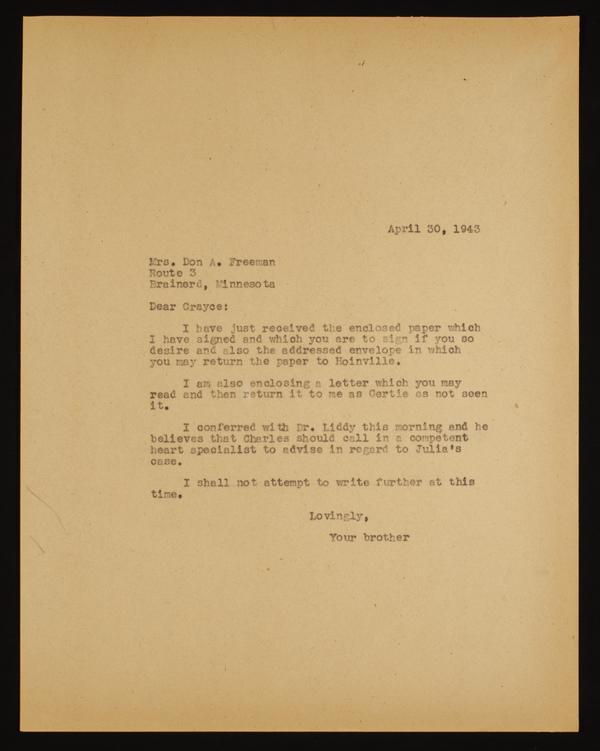 April 30, 1943
Mrs. Don A. Freeman
Route 3
Brainerd, Minnesota
Dear Grayce:
I have just received the enclosed paper which
I have signed and which you are to sign if you so
desire and also the addressed envelope in which
you may return the paper to Hoinville.
I am also enclosing a letter which you may
read and then return it to me as Gertie as not seen
it.
I conferred with Dr. Liddy this morning and he
believes that Charles should call in a competent
heart specialist to advise in regard to Julia's
case.
I shall not attempt to write further at this
time.
Lovingly,
Your brother